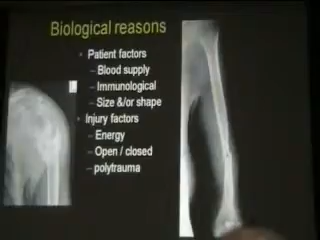 Biological reasons
• Patient factors
– Blood supply
– Immunological
– Size &/or shape
• Injury factors
– Energy
– Open / closed
– polytrauma